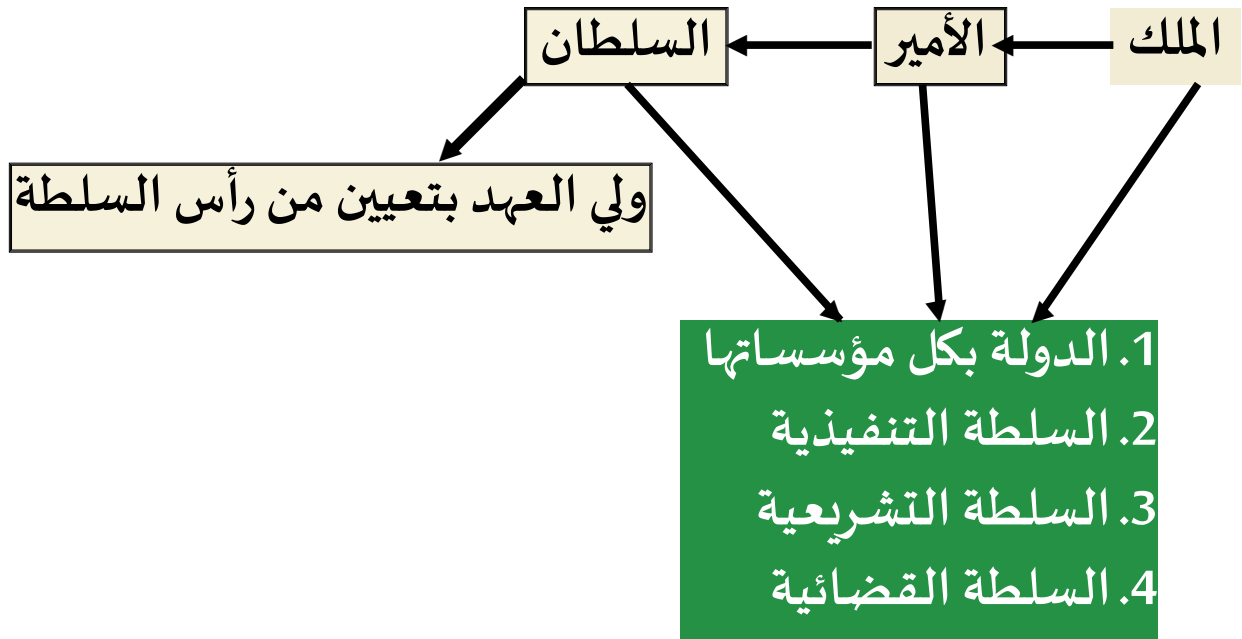 الملك
الأمير
السلطان
ولي العهد بتعيين من رأس السلطة
1. الدولة بكل مؤسساتها
2. السلطة التنفيذية
3. السلطة التشريعية
4. السلطة القضائية